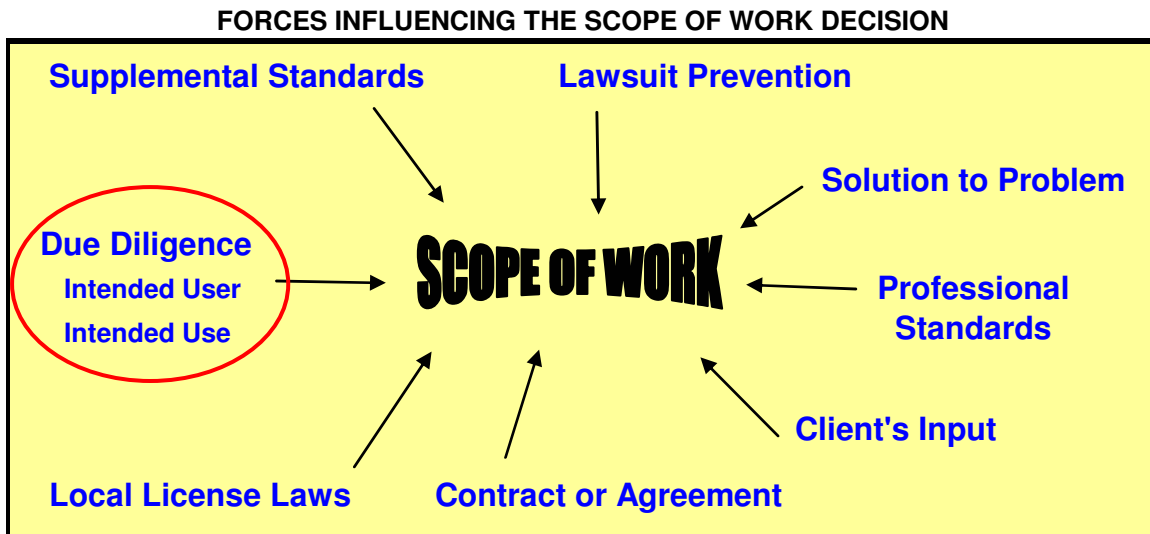 FORCES INFLUENCING THE SCOPE OF WORK DECISION
Supplemental Standards
Lawsuit Prevention
Solution to Problem
Due Diligence
Intended User
Intended Use
SCOPE OF WORK
Professional
Standards
Client's Input
Local License Laws
Contract or Agreement